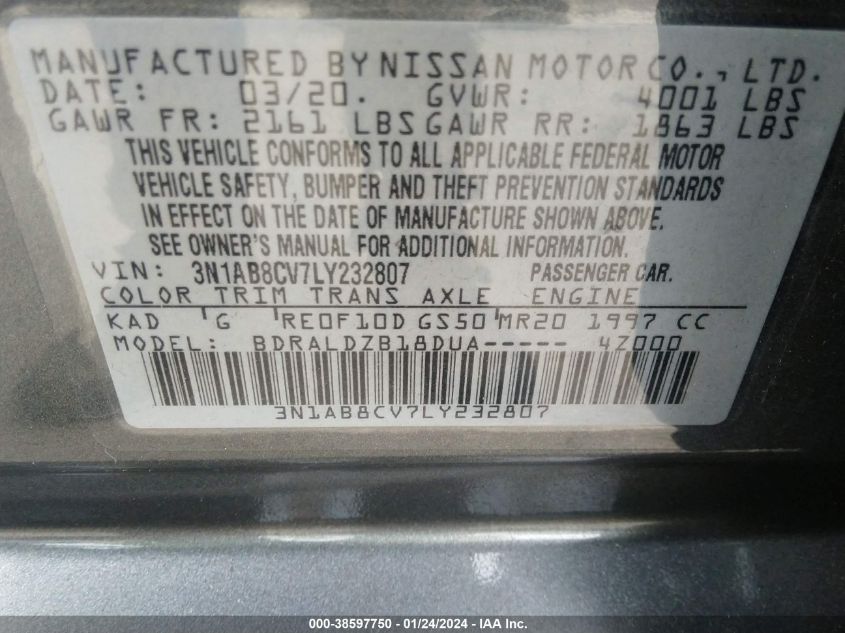 MANUFACTURED BY NISSAN MOTOR CO., LTD.
DATE: 03/20. GVWR: 4001 LBS
GAWR FR: 2161 LBS GAWR RR: 1863 LBS
THIS VEHICLE CONFORMS TO ALL APPLICABLE FEDERAL MOTOR
VEHICLE SAFETY, BUMPER AND THEFT PREVENTION STANDARDS
IN EFFECT ON THE DATE OF MANUFACTURE SHOWN ABOVE.
SEE OWNER'S MANUAL FOR ADDITIONAL INFORMATION.
VIN: 3N1AB8CV7LY232807 PASSENGER CAR.
COLOR TRIM TRANS AXLE ENGINE
KAD G RE0F10D GS50 MR20 1997 CC
MODEL: BDRALDZB18DUA----- 4Z000
3N1AB8CV7LY232807
000-38597750 - 01/24/2024 - IAA Inc.